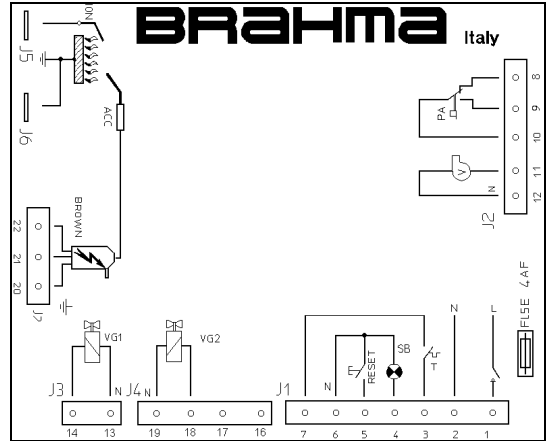 BRAHMA Italy
ION
J5
J6
ACC
BROWN
22
21
20
J7
PA
V
N
8
9
10
11
12
J2
FUSE 4AF
VG1
VG2
J3
N
J4
N
J1
N
RESET
SB
T
N
L
14
13
19
18
17
16
7
6
5
4
3
2
1